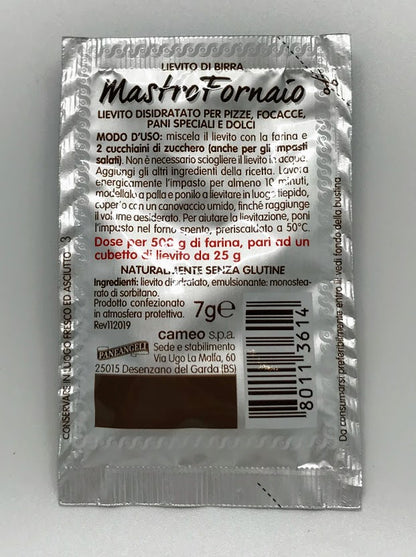 LIEVITO DI BIRRA
Mastro Fornaio
LIEVITO DISIDRATATO PER PIZZE, FOCACCE,
PANI SPECIALI E DOLCI
MODO D'USO: miscela il lievito con la farina e
2 cucchiaini di zucchero (anche per gli impasti
salati). Non è necessario sciogliere il lievito in acqua.
Aggiungi gli altri ingredienti della ricetta. Lavora
energicamente l'impasto per almeno 10 minuti,
modellalo a palla e ponilo a lievitare in luogo tiepido,
coperto con un canovaccio umido, finché raggiunge
il volume desiderato. Per aiutare la lievitazione, poni
l'impasto nel forno spento, preriscaldato a 50°C.
Dose per 500 g di farina, pari ad un
cubetto di lievito da 25 g
NATURALMENTE SENZA GLUTINE
Ingredienti: lievito disidratato, emulsionante: monostea-
rato di sorbitano.
Prodotto confezionato
in atmosfera protettiva.
Rev112019
7g℮
cameo s.p.a.
PANEANGELI
Sede e stabilimento
Via Ugo La Malfa, 60
25015 Desenzano del Garda (BS)
8011 3614
CONSERVARE IN LUOGO FRESCO ED ASCIUTTO 3
Da consumarsi preferibilmente entro: vedi fondo della bustina